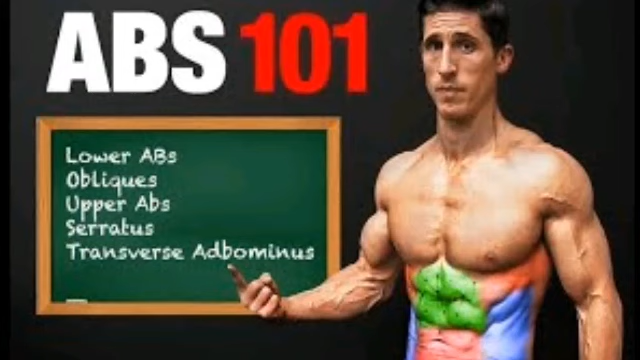 ABS 101
Lower ABs
Obliques
Upper Abs
Serratus
Transverse Adbominus